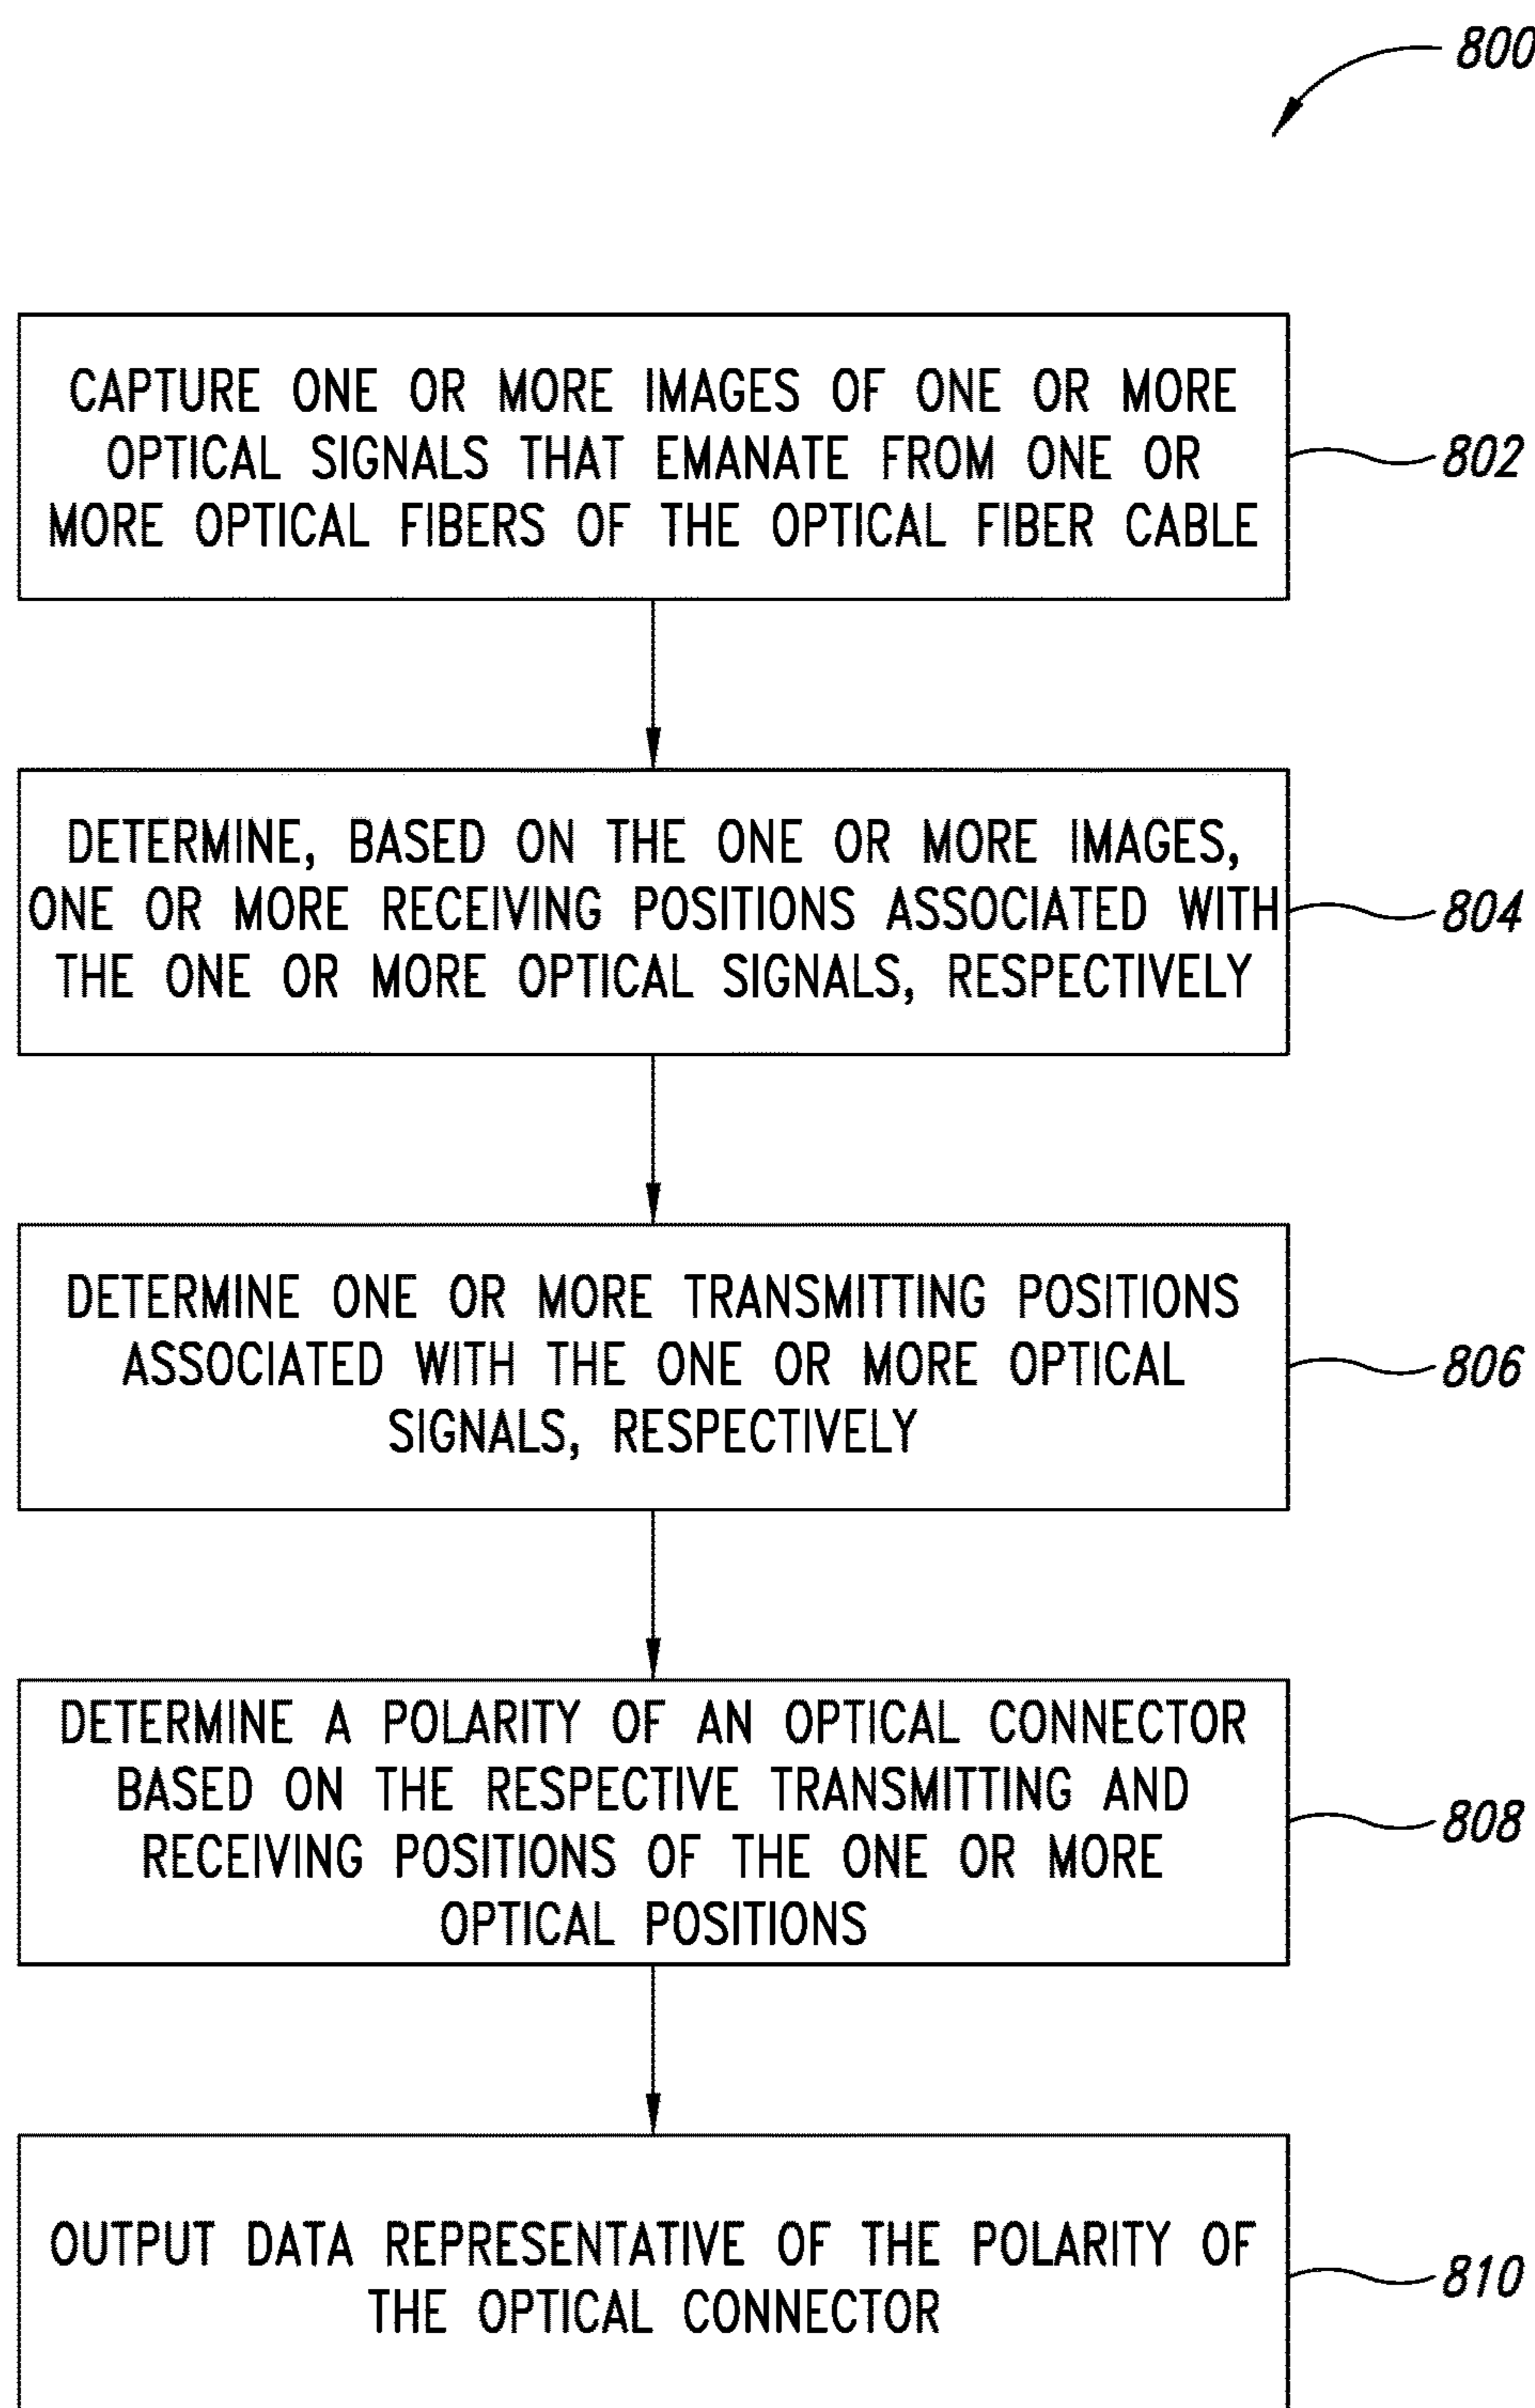 800
CAPTURE ONE OR MORE IMAGES OF ONE OR MORE
OPTICAL SIGNALS THAT EMANATE FROM ONE OR
MORE OPTICAL FIBERS OF THE OPTICAL FIBER CABLE
802
DETERMINE, BASED ON THE ONE OR MORE IMAGES,
ONE OR MORE RECEIVING POSITIONS ASSOCIATED WITH
THE ONE OR MORE OPTICAL SIGNALS, RESPECTIVELY
804
DETERMINE ONE OR MORE TRANSMITTING POSITIONS
ASSOCIATED WITH THE ONE OR MORE OPTICAL
SIGNALS, RESPECTIVELY
806
DETERMINE A POLARITY OF AN OPTICAL CONNECTOR
BASED ON THE RESPECTIVE TRANSMITTING AND
RECEIVING POSITIONS OF THE ONE OR MORE
OPTICAL POSITIONS
808
OUTPUT DATA REPRESENTATIVE OF THE POLARITY OF
THE OPTICAL CONNECTOR
810